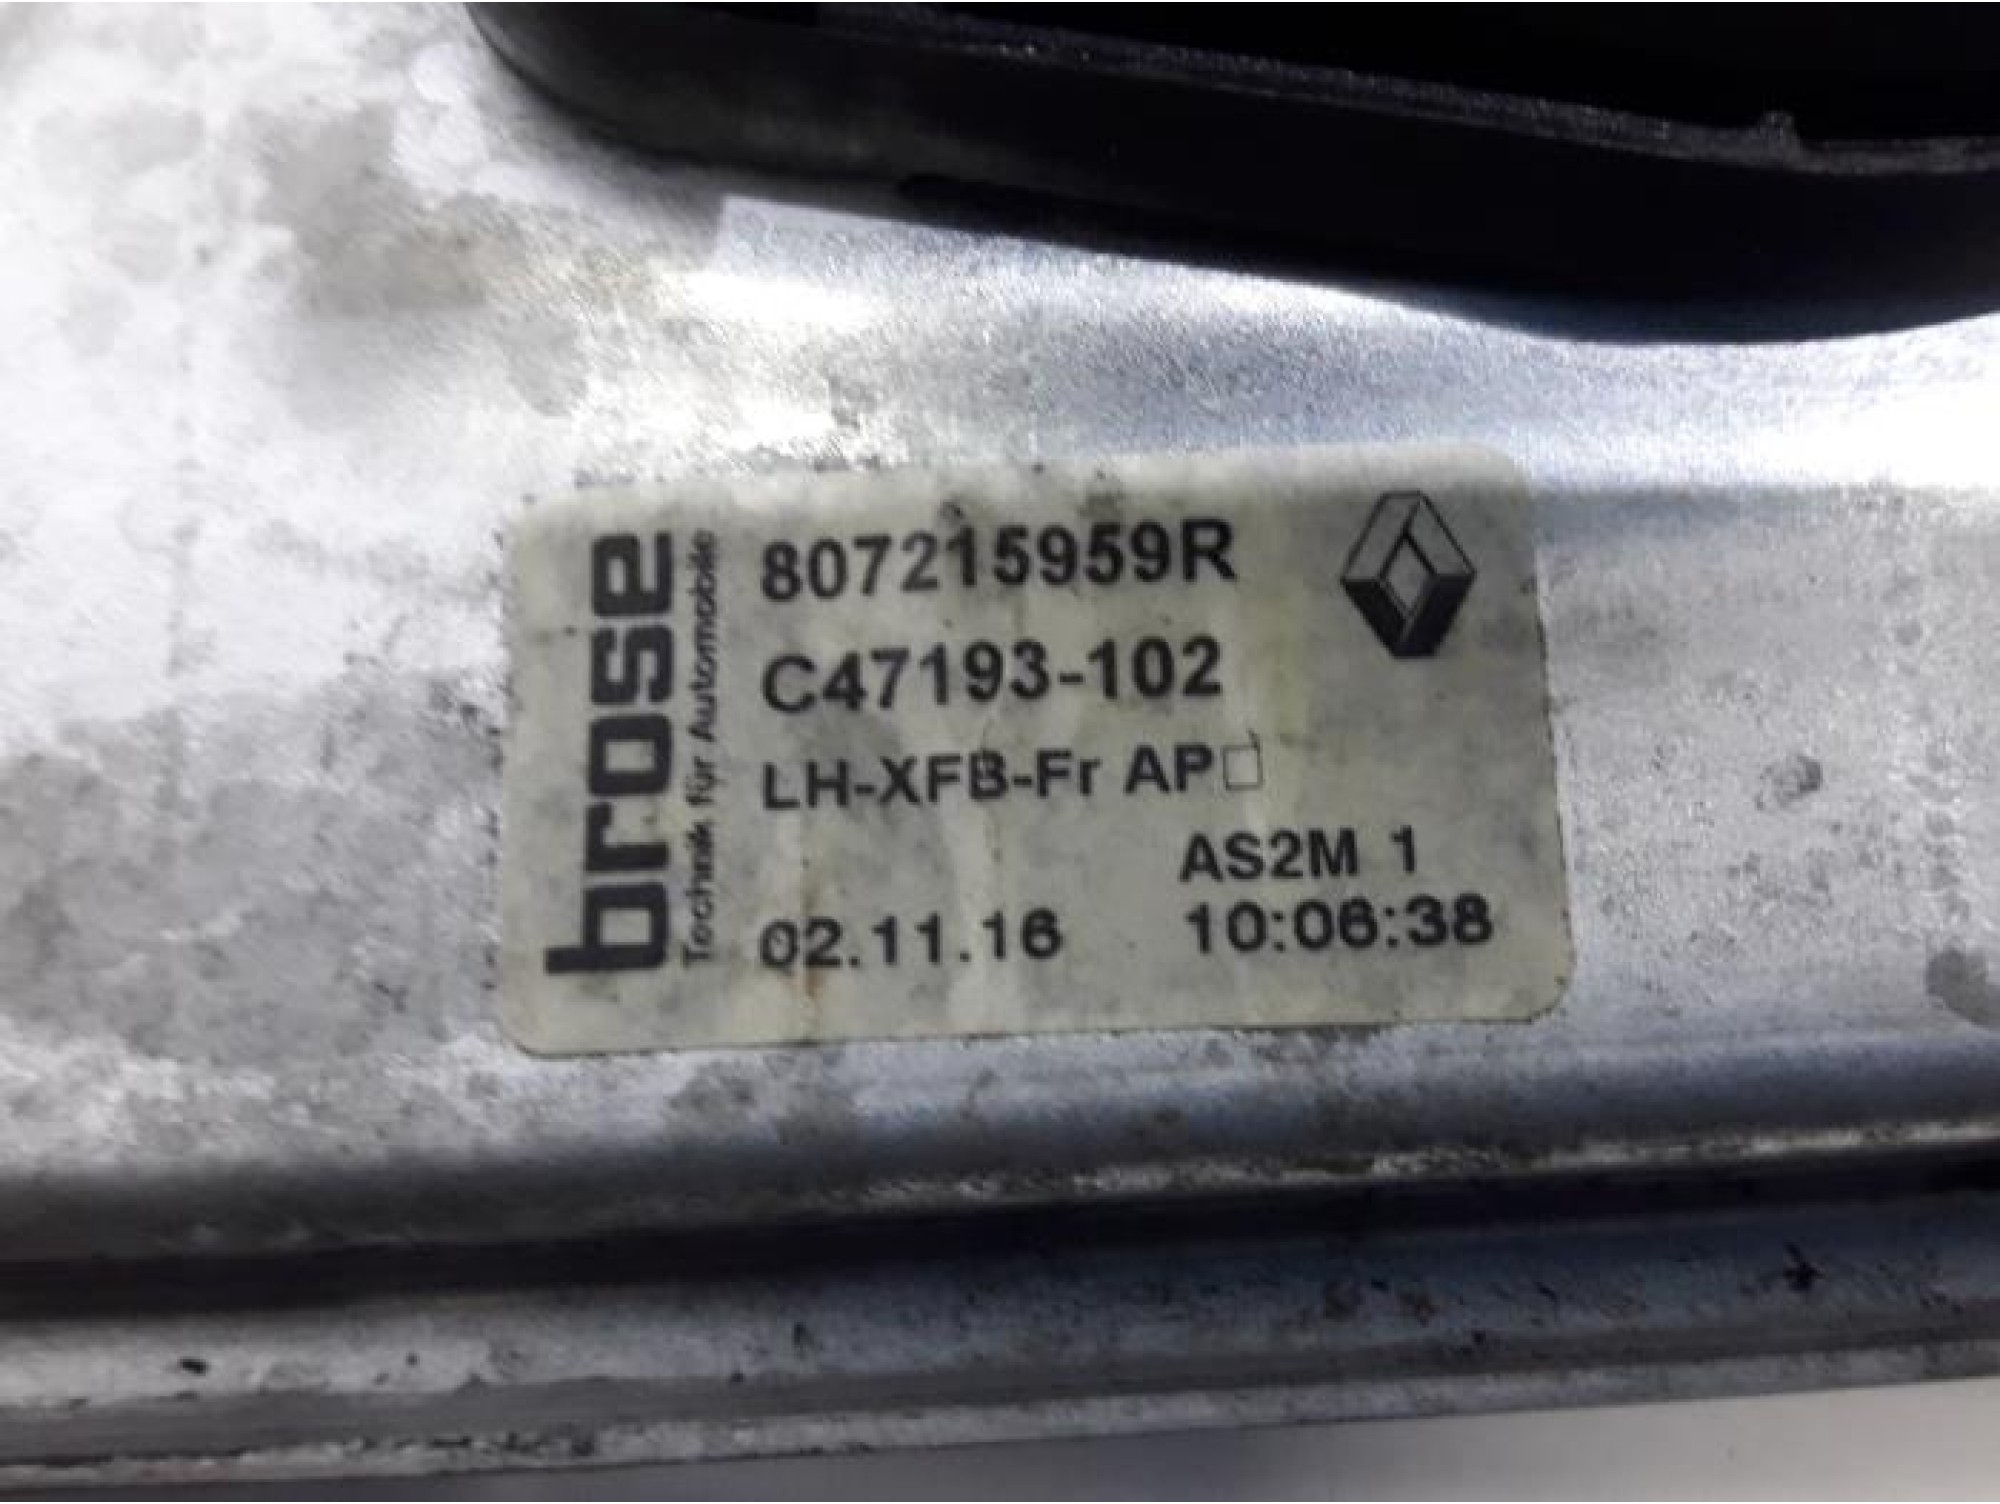 brose
Technik für Automobile
807215959R
C47193-102
LH-XFB-Fr AP□
AS2M 1
02.11.16 10:06:38